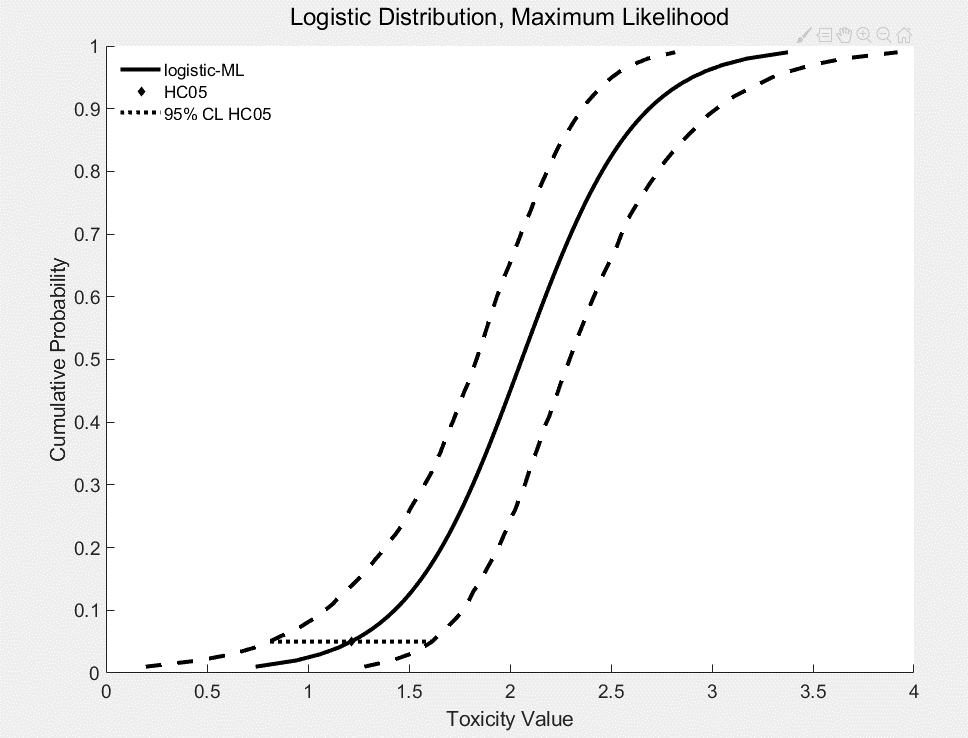 Logistic Distribution, Maximum Likelihood
logistic-ML
HC05
95% CL HC05
1
0.9
0.8
0.7
0.6
0.5
0.4
0.3
0.2
0.1
0
Cumulative Probability
0 0.5 1 1.5 2 2.5 3 3.5 4
Toxicity Value